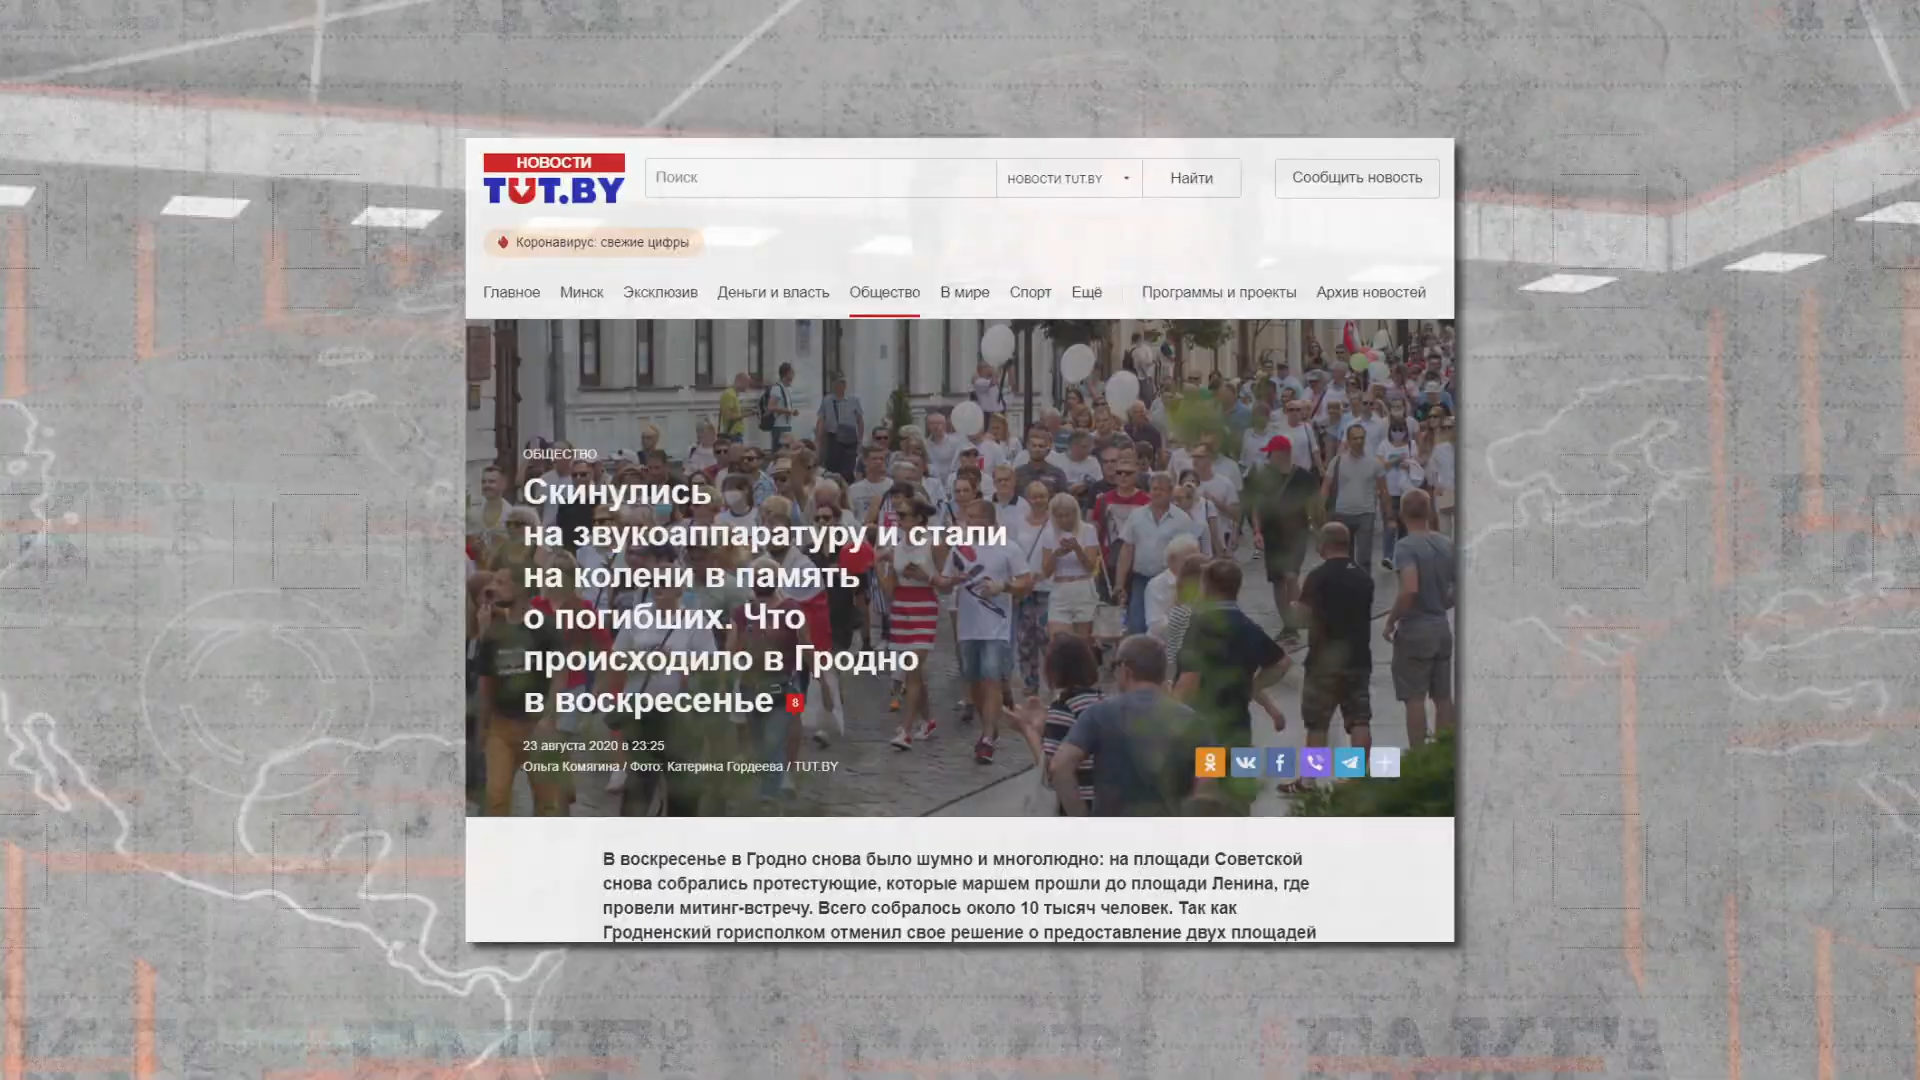 НОВОСТИ
TUT.BY
Поиск
НОВОСТИ TUT.BY
Найти
Сообщить новость
Коронавирус: свежие цифры
Главное Минск Эксклюзив Деньги и власть Общество В мире Спорт Ещё Программы и проекты Архив новостей
ОБЩЕСТВО
Скинулись
на звукоаппаратуру и стали
на колени в память
о погибших. Что
происходило в Гродно
в воскресенье 8
23 августа 2020 в 23:25
Ольга Комягина / Фото: Катерина Гордеева / TUT.BY
В воскресенье в Гродно снова было шумно и многолюдно: на площади Советской
снова собрались протестующие, которые маршем прошли до площади Ленина, где
провели митинг-встречу. Всего собралось около 10 тысяч человек. Так как
Гродненский горисполком отменил свое решение о предоставление двух площадей